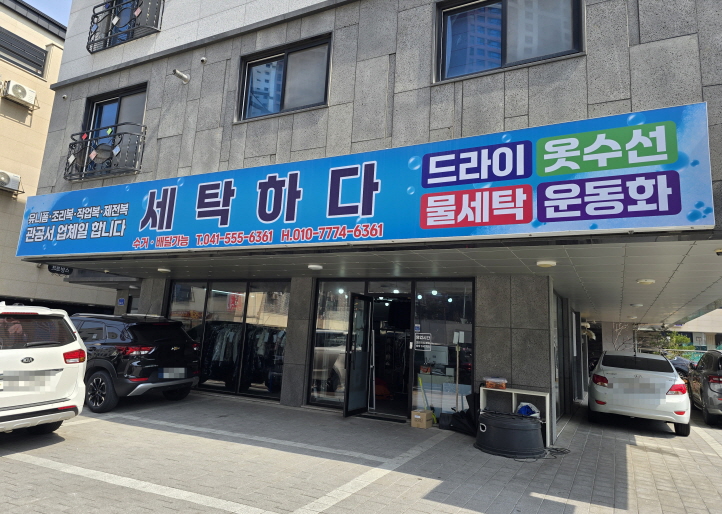 유니폼·조리복·작업복·제전복
관공서, 업체일 합니다
세탁하다
수거·배달가능 T.041-555-6361 H.010-7774-6361
드라이 옷수선
물세탁 운동화